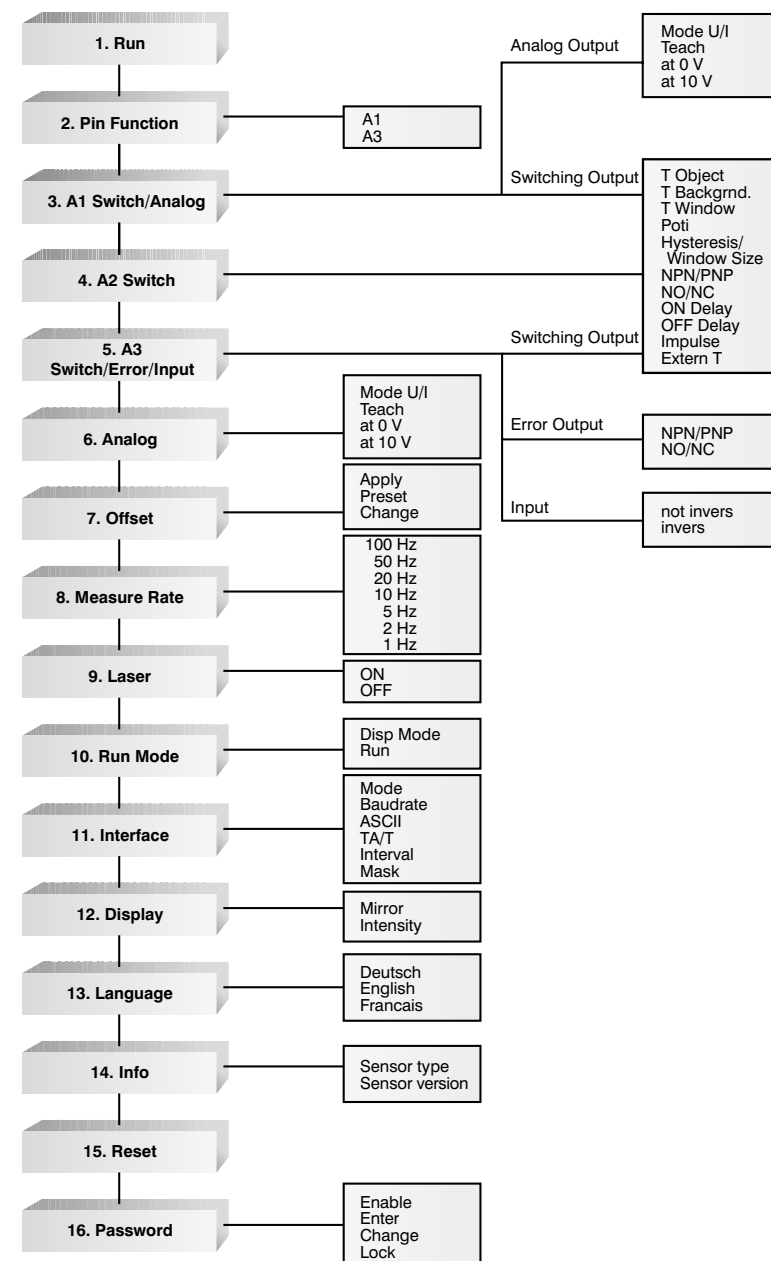 1. Run
2. Pin Function
A1
A3
3. A1 Switch/Analog
Analog Output
Mode U/I
Teach
at 0 V
at 10 V
Switching Output
T Object
T Backgrnd.
T Window
Poti
Hysteresis/
Window Size
NPN/PNP
NO/NC
ON Delay
OFF Delay
Impulse
Extern T
4. A2 Switch
5. A3
Switch/Error/Input
Switching Output
Error Output
NPN/PNP
NO/NC
Input
not invers
invers
6. Analog
Mode U/I
Teach
at 0 V
at 10 V
7. Offset
Apply
Preset
Change
8. Measure Rate
100 Hz
50 Hz
20 Hz
10 Hz
5 Hz
2 Hz
1 Hz
9. Laser
ON
OFF
10. Run Mode
Disp Mode
Run
11. Interface
Mode
Baudrate
ASCII
TA/T
Interval
Mask
12. Display
Mirror
Intensity
13. Language
Deutsch
English
Francais
14. Info
Sensor type
Sensor version
15. Reset
16. Password
Enable
Enter
Change
Lock